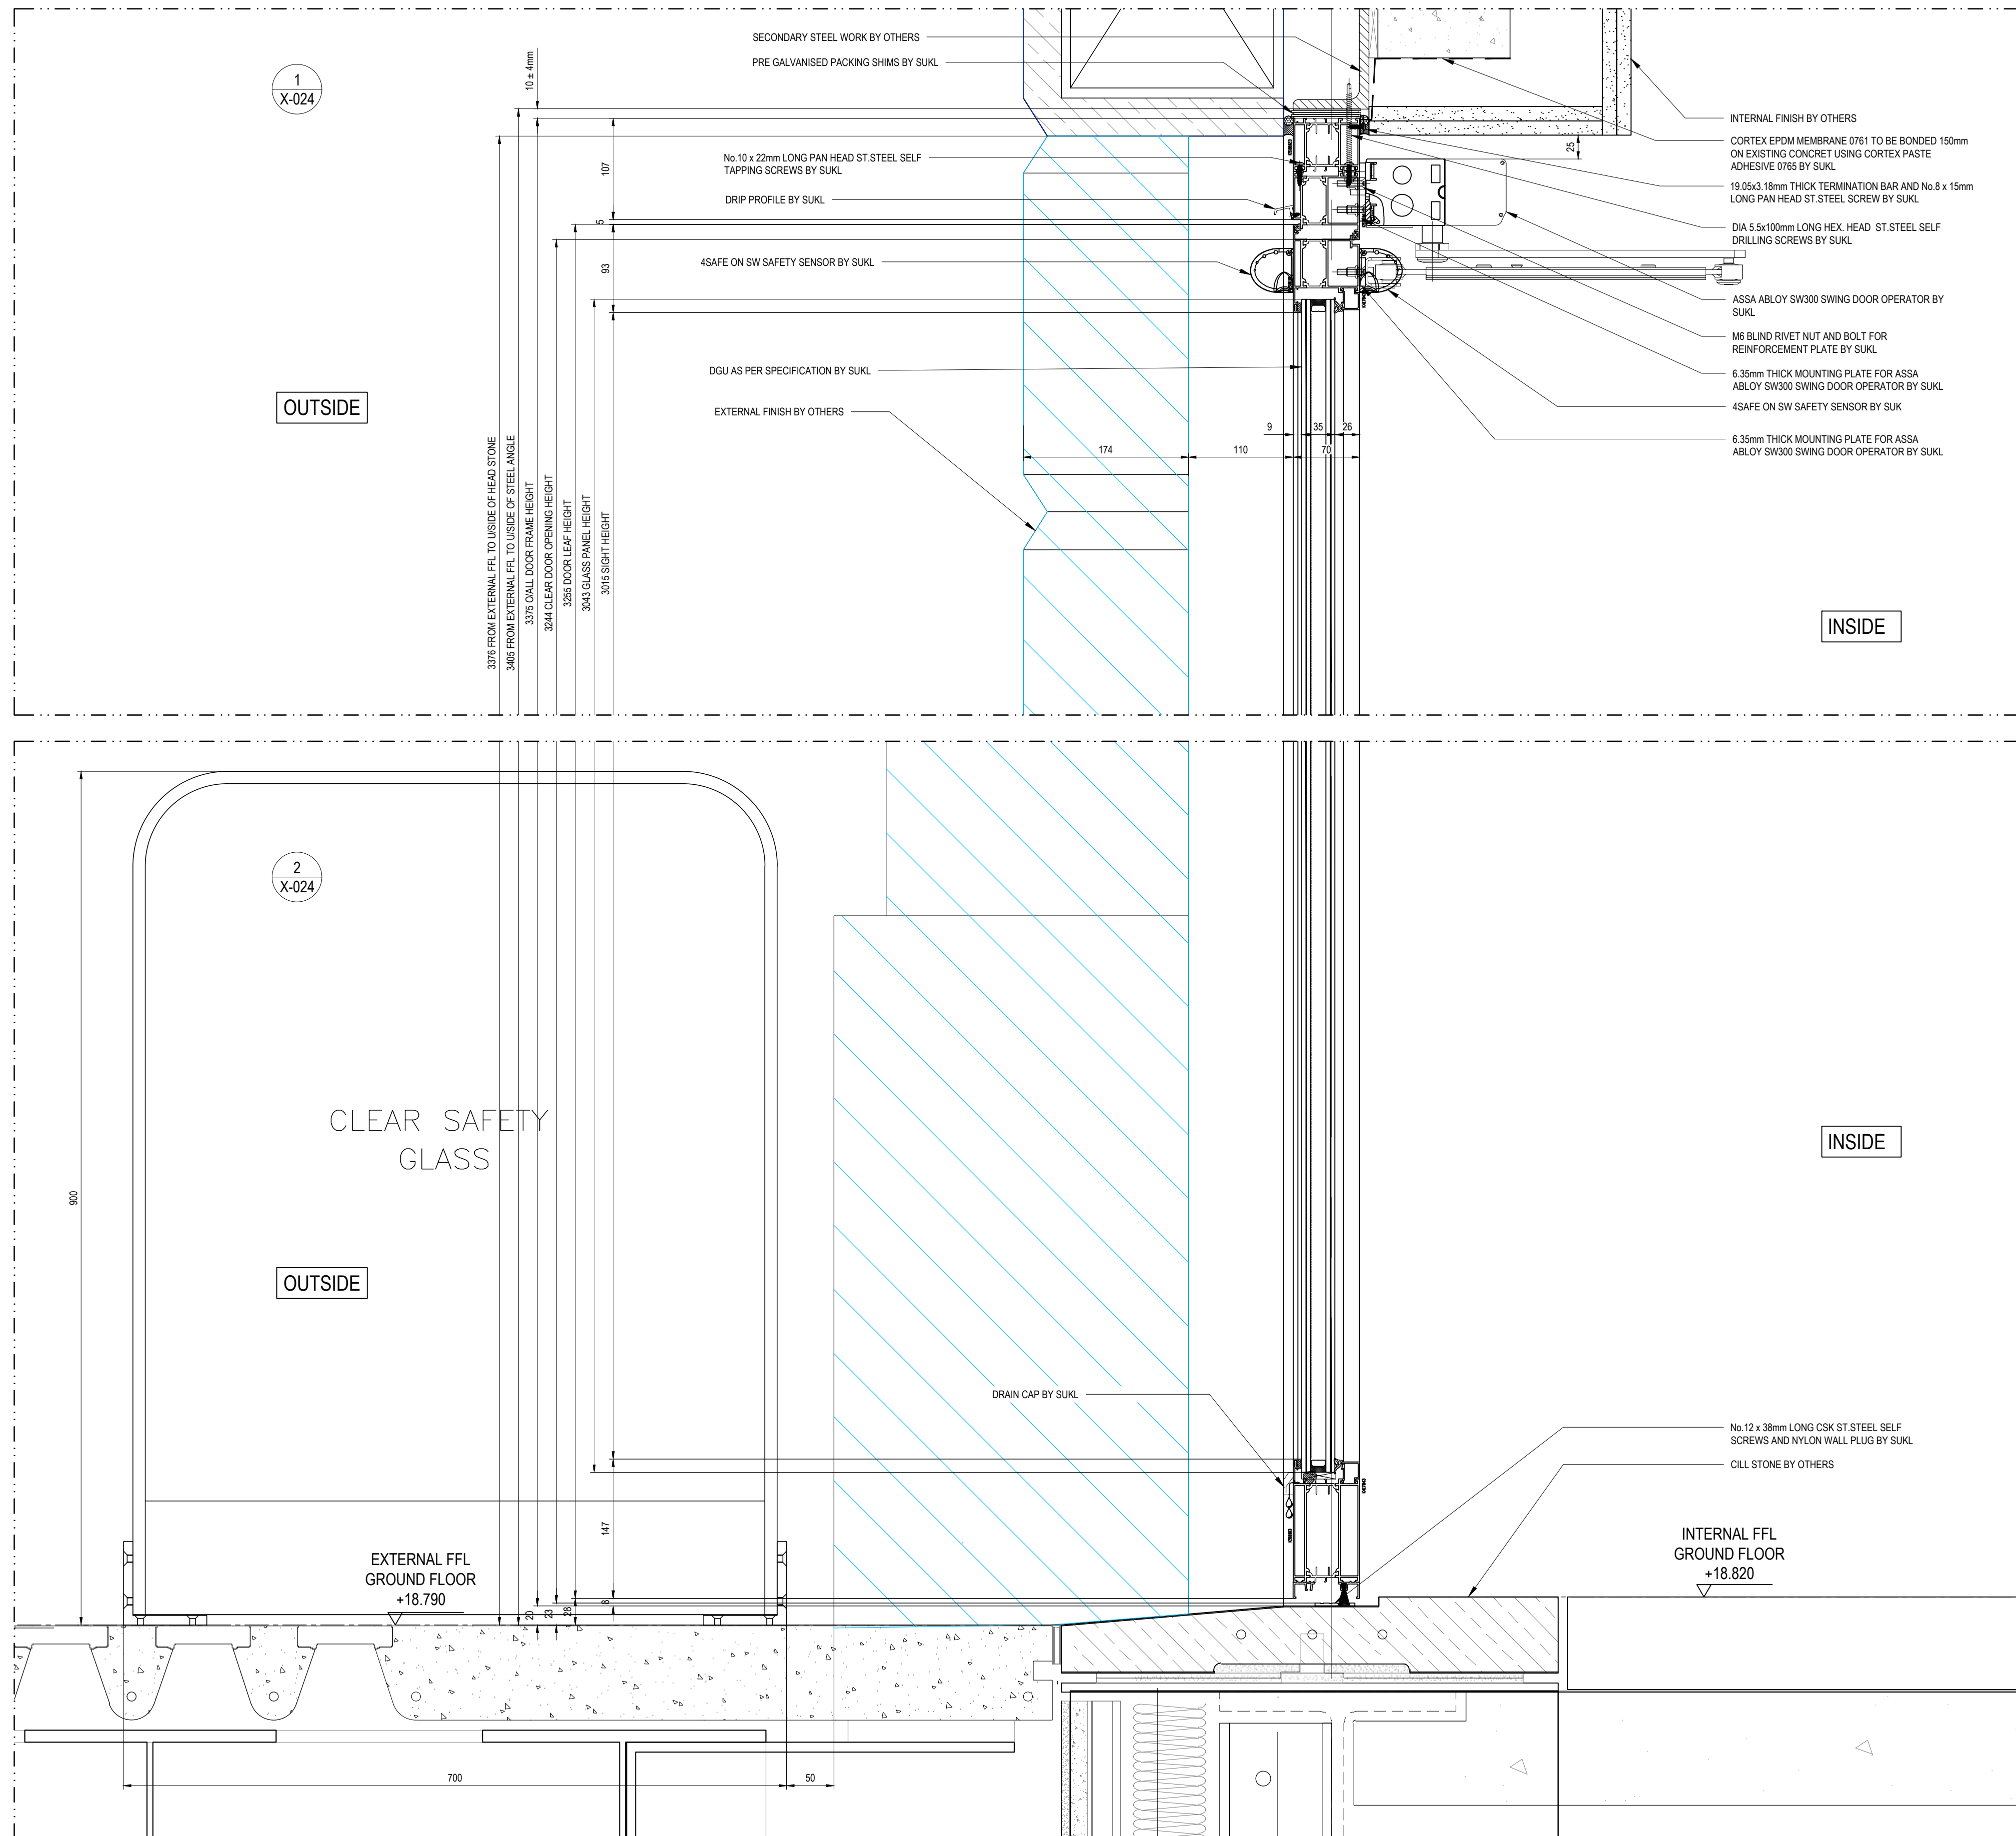 1
X-024
10 ± 4mm
SECONDARY STEEL WORK BY OTHERS
PRE GALVANISED PACKING SHIMS BY SUKL
No.10 x 22mm LONG PAN HEAD ST.STEEL SELF
TAPPING SCREWS BY SUKL
DRIP PROFILE BY SUKL
4SAFE ON SW SAFETY SENSOR BY SUKL
DGU AS PER SPECIFICATION BY SUKL
EXTERNAL FINISH BY OTHERS
107
5
93
OUTSIDE
3376 FROM EXTERNAL FFL TO U/SIDE OF HEAD STONE
3405 FROM EXTERNAL FFL TO U/SIDE OF STEEL ANGLE
3375 O/ALL DOOR FRAME HEIGHT
3244 CLEAR DOOR OPENING HEIGHT
3255 DOOR LEAF HEIGHT
3043 GLASS PANEL HEIGHT
3015 SIGHT HEIGHT
9
35
26
174
110
70
25
INTERNAL FINISH BY OTHERS
CORTEX EPDM MEMBRANE 0761 TO BE BONDED 150mm
ON EXISTING CONCRET USING CORTEX PASTE
ADHESIVE 0765 BY SUKL
19.05x3.18mm THICK TERMINATION BAR AND No.8 x 15mm
LONG PAN HEAD ST.STEEL SCREW BY SUKL
DIA 5.5x100mm LONG HEX. HEAD ST.STEEL SELF
DRILLING SCREWS BY SUKL
ASSA ABLOY SW300 SWING DOOR OPERATOR BY
SUKL
M6 BLIND RIVET NUT AND BOLT FOR
REINFORCEMENT PLATE BY SUKL
6.35mm THICK MOUNTING PLATE FOR ASSA
ABLOY SW300 SWING DOOR OPERATOR BY SUKL
4SAFE ON SW SAFETY SENSOR BY SUK
6.35mm THICK MOUNTING PLATE FOR ASSA
ABLOY SW300 SWING DOOR OPERATOR BY SUKL
INSIDE
2
X-024
900
CLEAR SAFETY
GLASS
OUTSIDE
INSIDE
DRAIN CAP BY SUKL
No.12 x 38mm LONG CSK ST.STEEL SELF
SCREWS AND NYLON WALL PLUG BY SUKL
CILL STONE BY OTHERS
147
8
20
23
28
EXTERNAL FFL
GROUND FLOOR
+18.790
INTERNAL FFL
GROUND FLOOR
+18.820
700
50